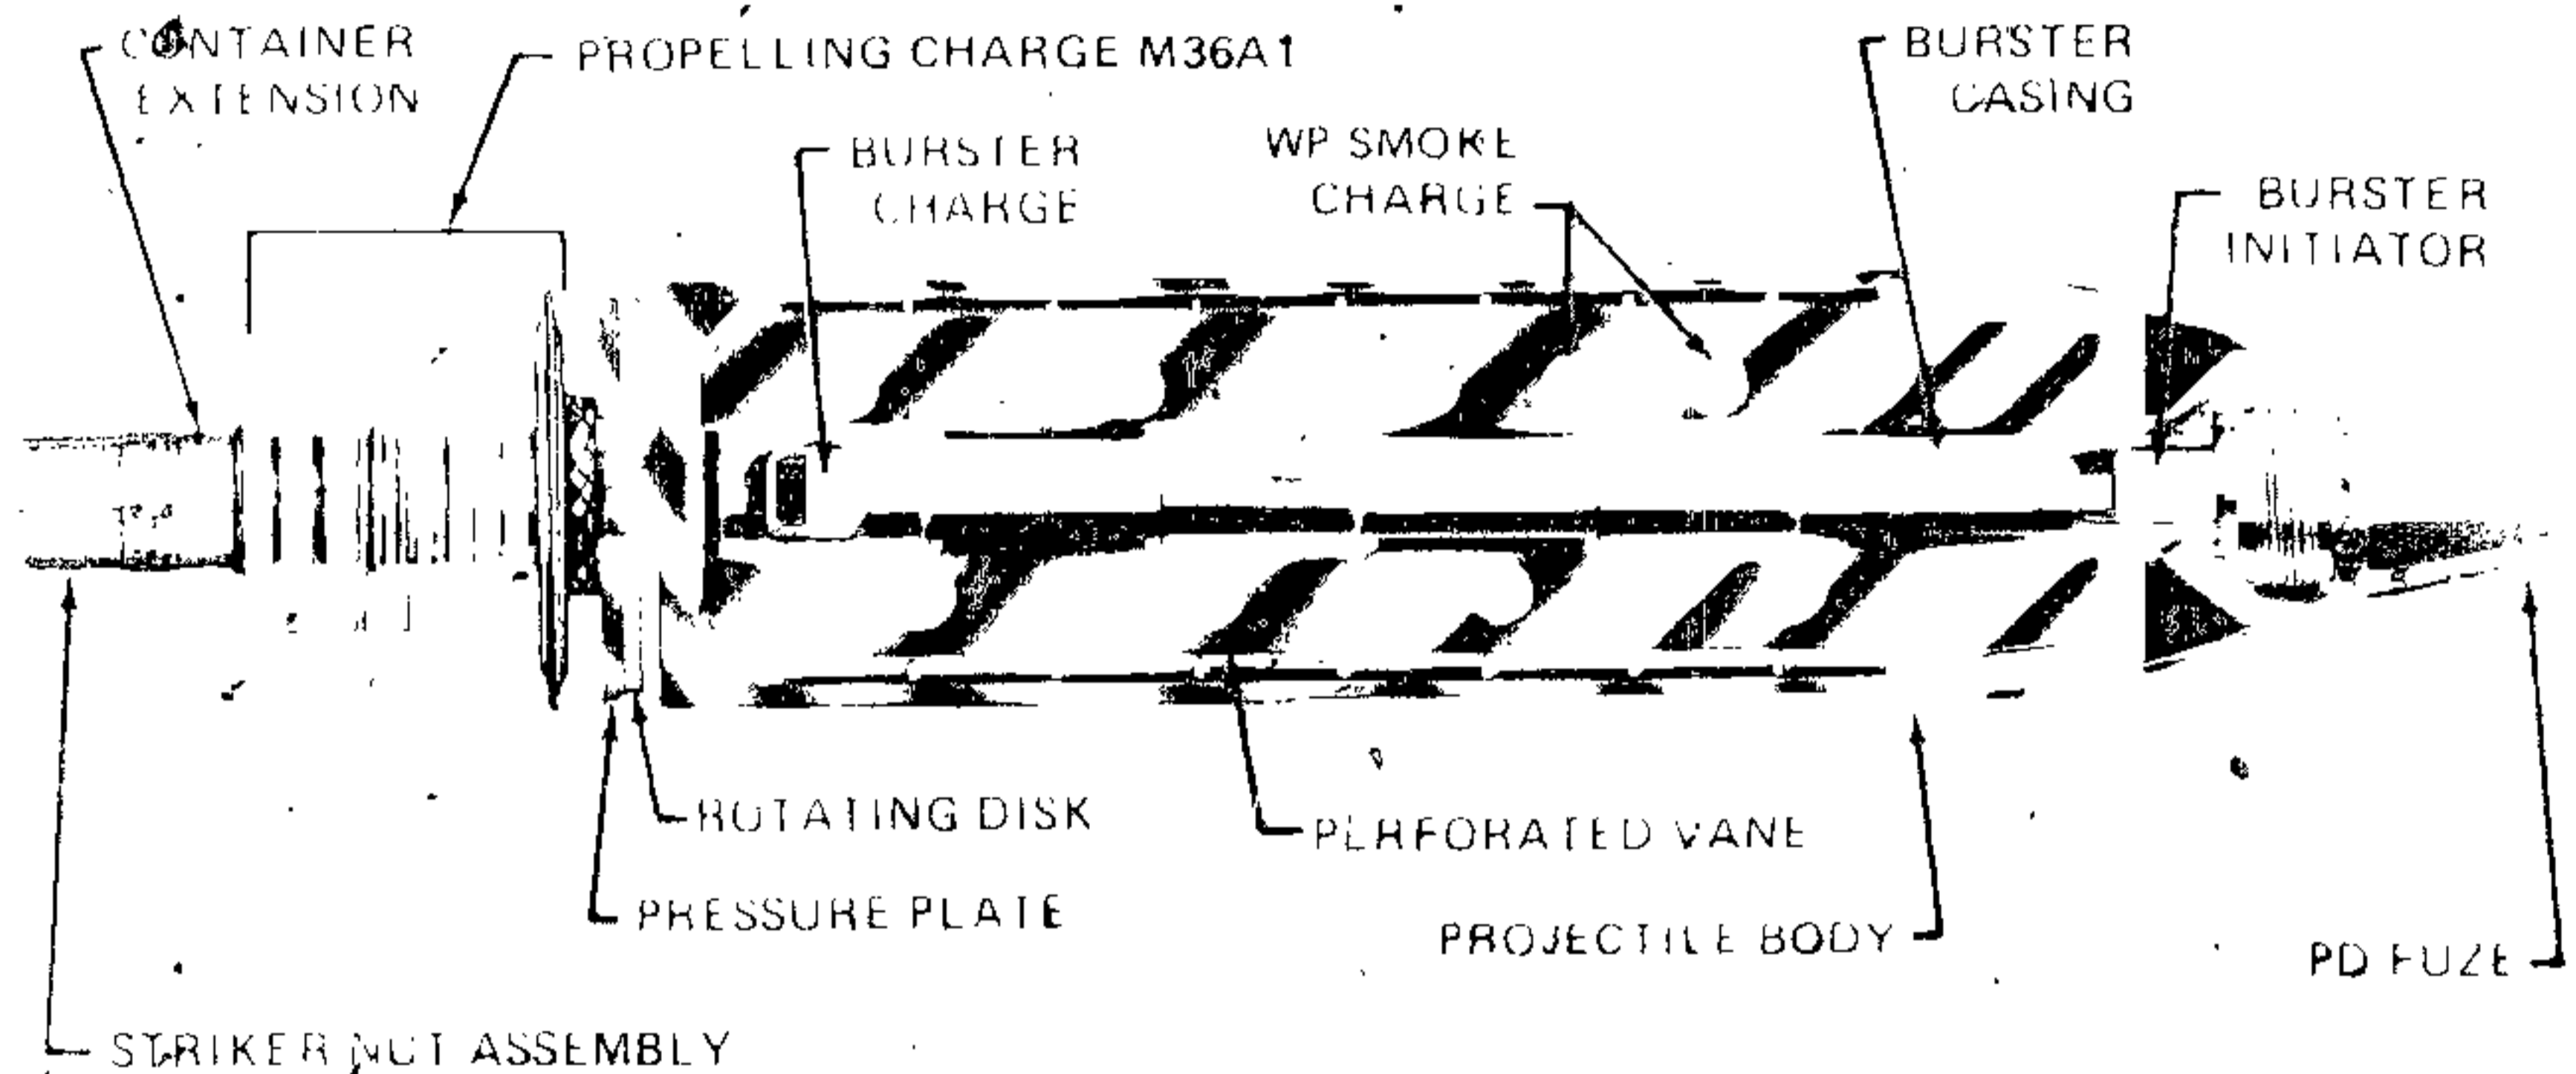 CONTAINER
EXTENSION
PROPELLING CHARGE M36A1
BURSTER
CHARGE
WP SMOKE
CHARGE
BURSTER
CASING
BURSTER
INITIATOR
ROTATING DISK
PRESSURE PLATE
PERFORATED VANE
PROJECTILE BODY
PD FUZE
STRIKER NUT ASSEMBLY